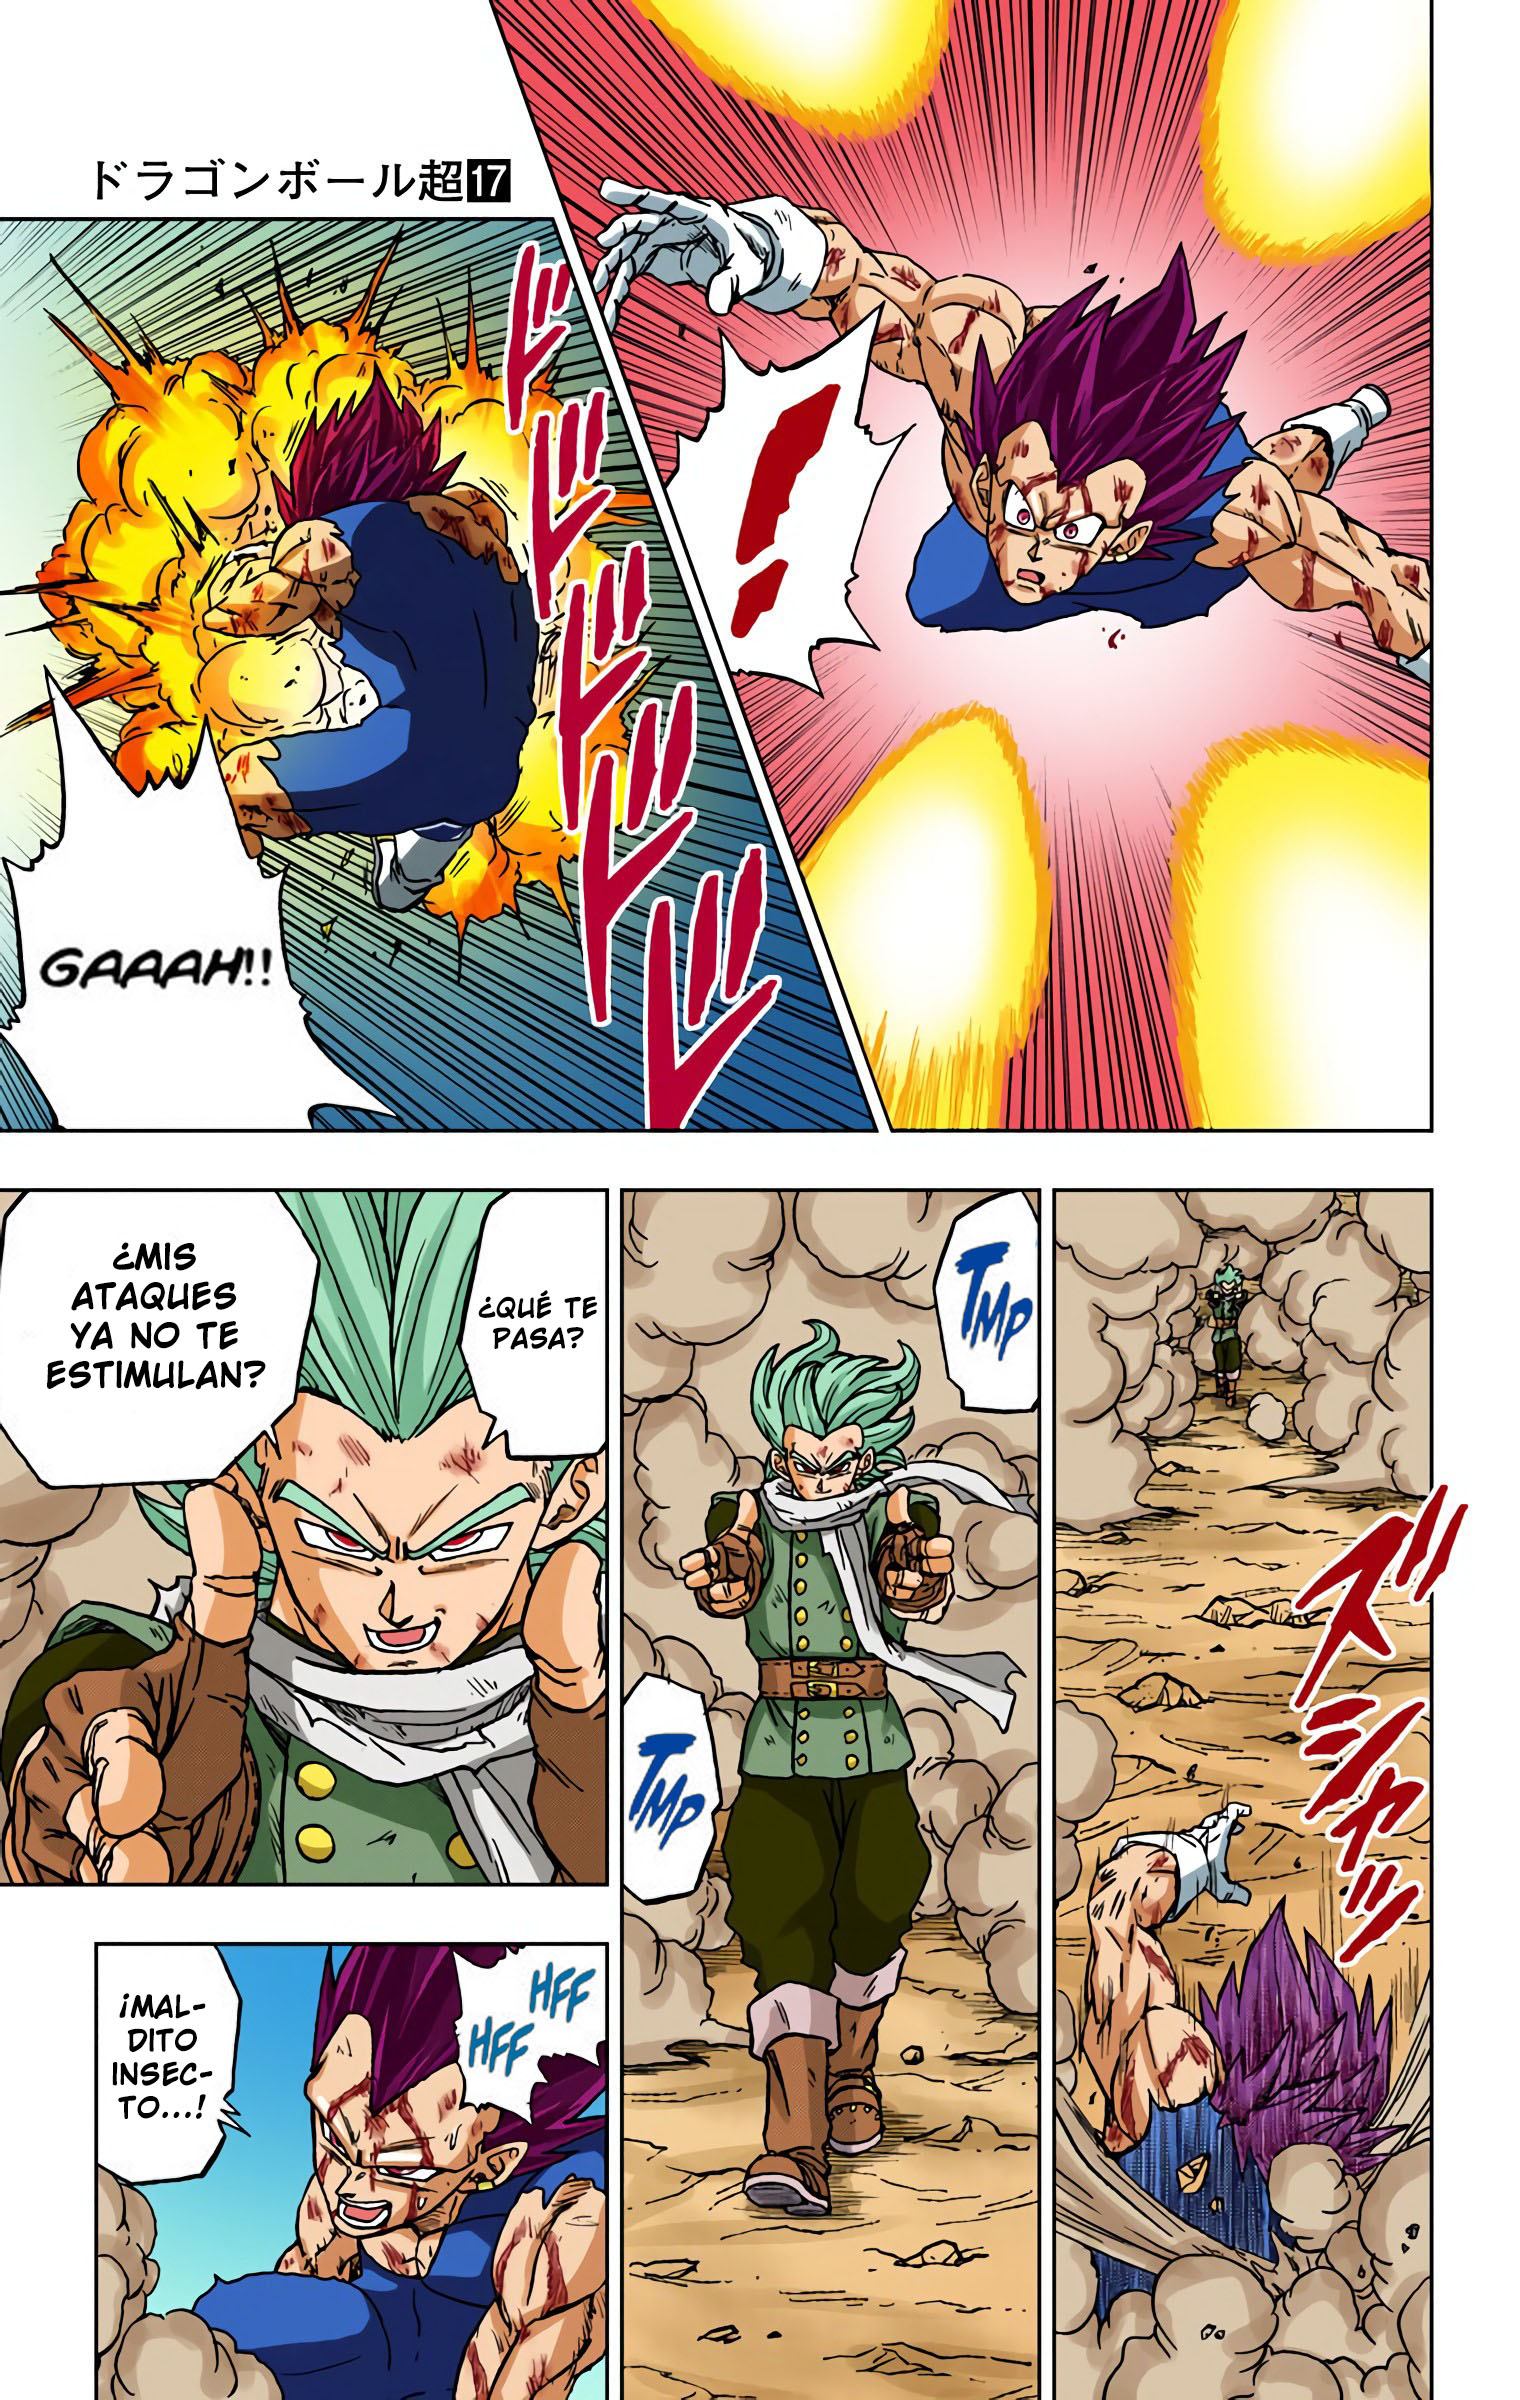 ドラゴンボール超17
!
ドドドドドド
GAAAH!!
ズシャッ
TMP
TMP
¿QUÉ TE
PASA?
¿MIS
ATAQUES
YA NO TE
ESTIMULAN?
HFF
HFF
¡MAL-
DITO
INSEC-
TO...!